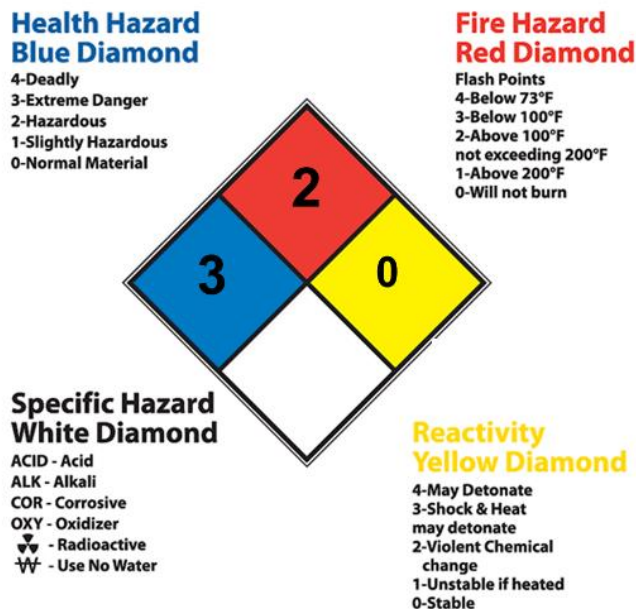 Health Hazard
Blue Diamond
4-Deadly
3-Extreme Danger
2-Hazardous
1-Slightly Hazardous
0-Normal Material
Fire Hazard
Red Diamond
Flash Points
4-Below 73°F
3-Below 100°F
2-Above 100°F
not exceeding 200°F
1-Above 200°F
0-Will not burn
2
3
0
Specific Hazard
White Diamond
ACID - Acid
ALK - Alkali
COR - Corrosive
OXY - Oxidizer
☢ - Radioactive
W - Use No Water
Reactivity
Yellow Diamond
4-May Detonate
3-Shock & Heat
may detonate
2-Violent Chemical
change
1-Unstable if heated
0-Stable